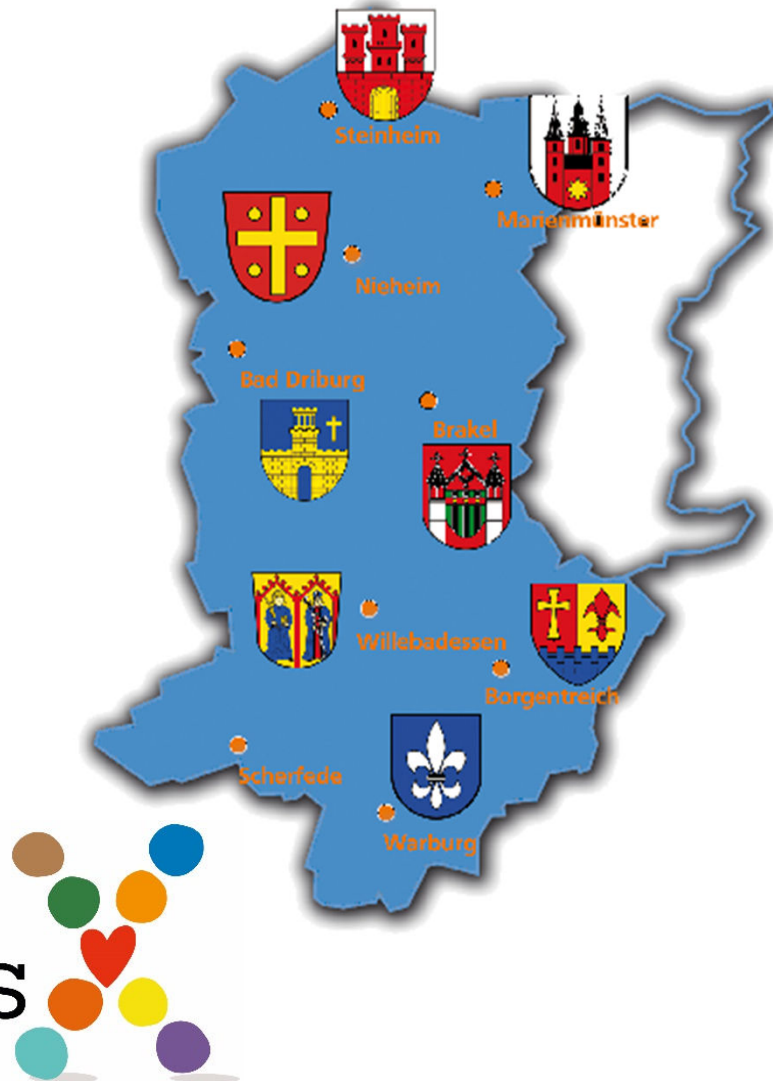 Steinheim
Marienmünster
Nieheim
Bad Driburg
Brakel
Willebadessen
Borgentreich
Scherfede
Warburg
s